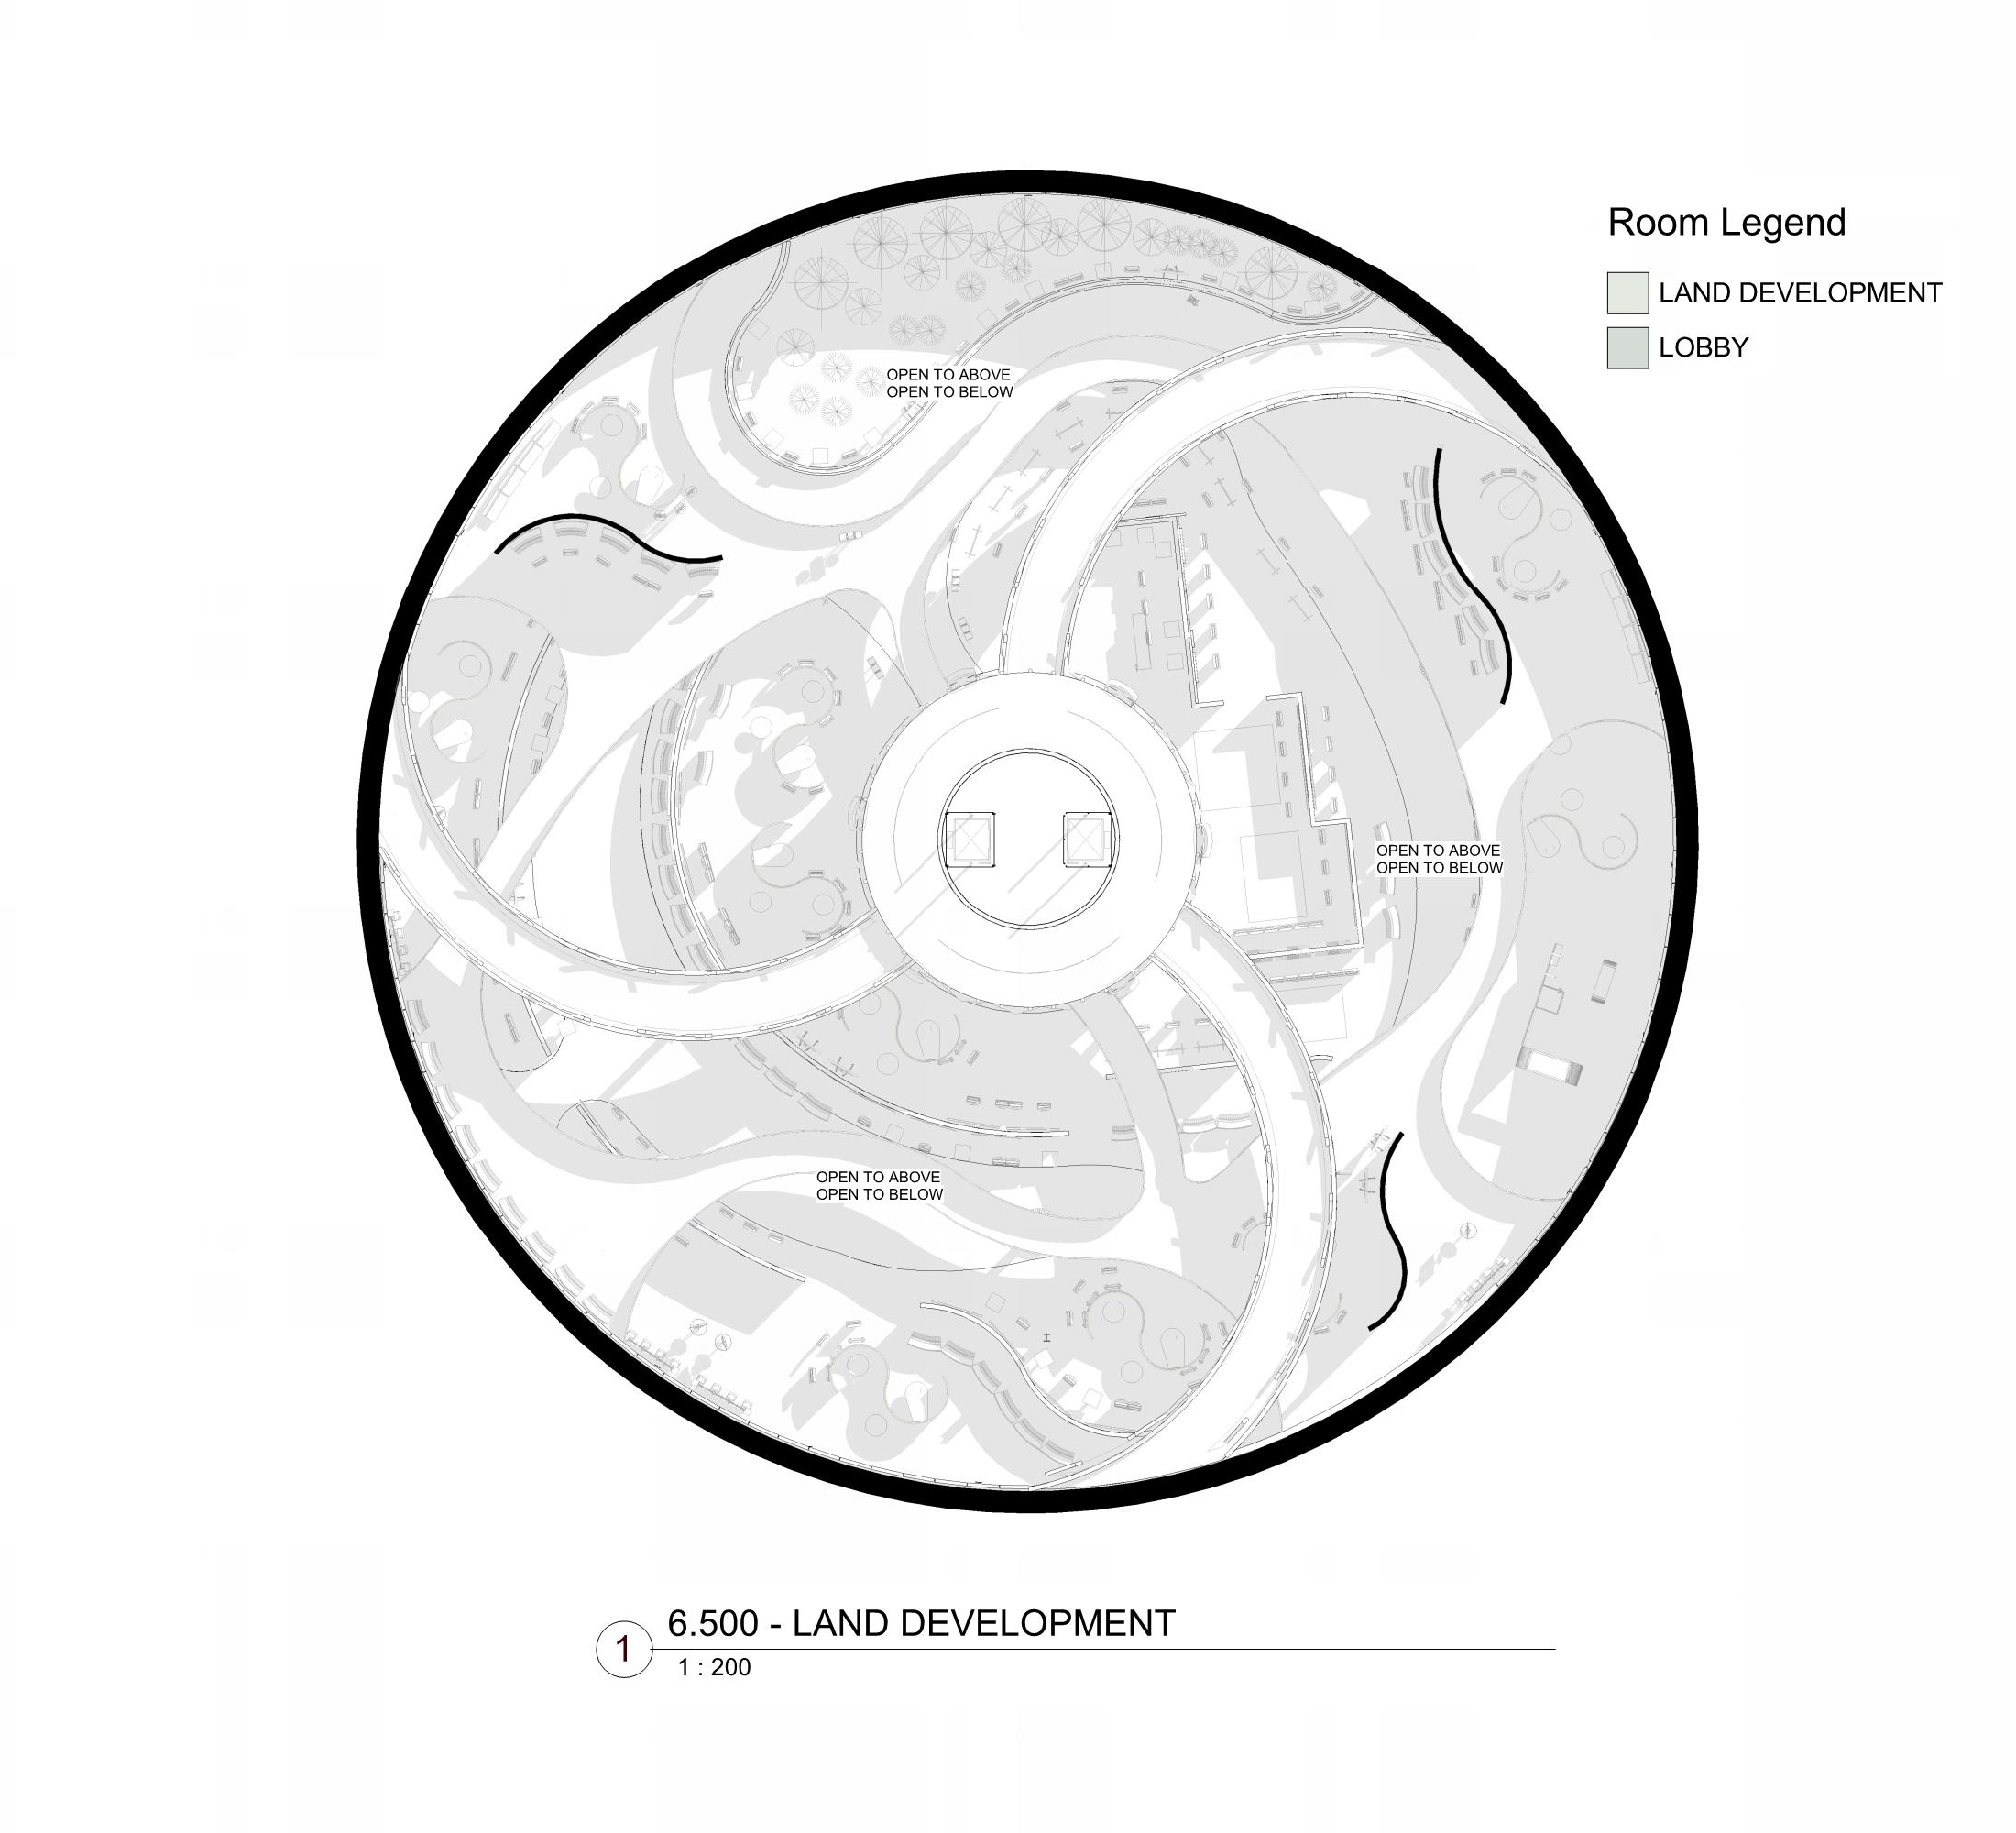 Room Legend
LAND DEVELOPMENT
LOBBY
OPEN TO ABOVE
OPEN TO BELOW
OPEN TO ABOVE
OPEN TO BELOW
OPEN TO ABOVE
OPEN TO BELOW
1
6.500 - LAND DEVELOPMENT
1 : 200